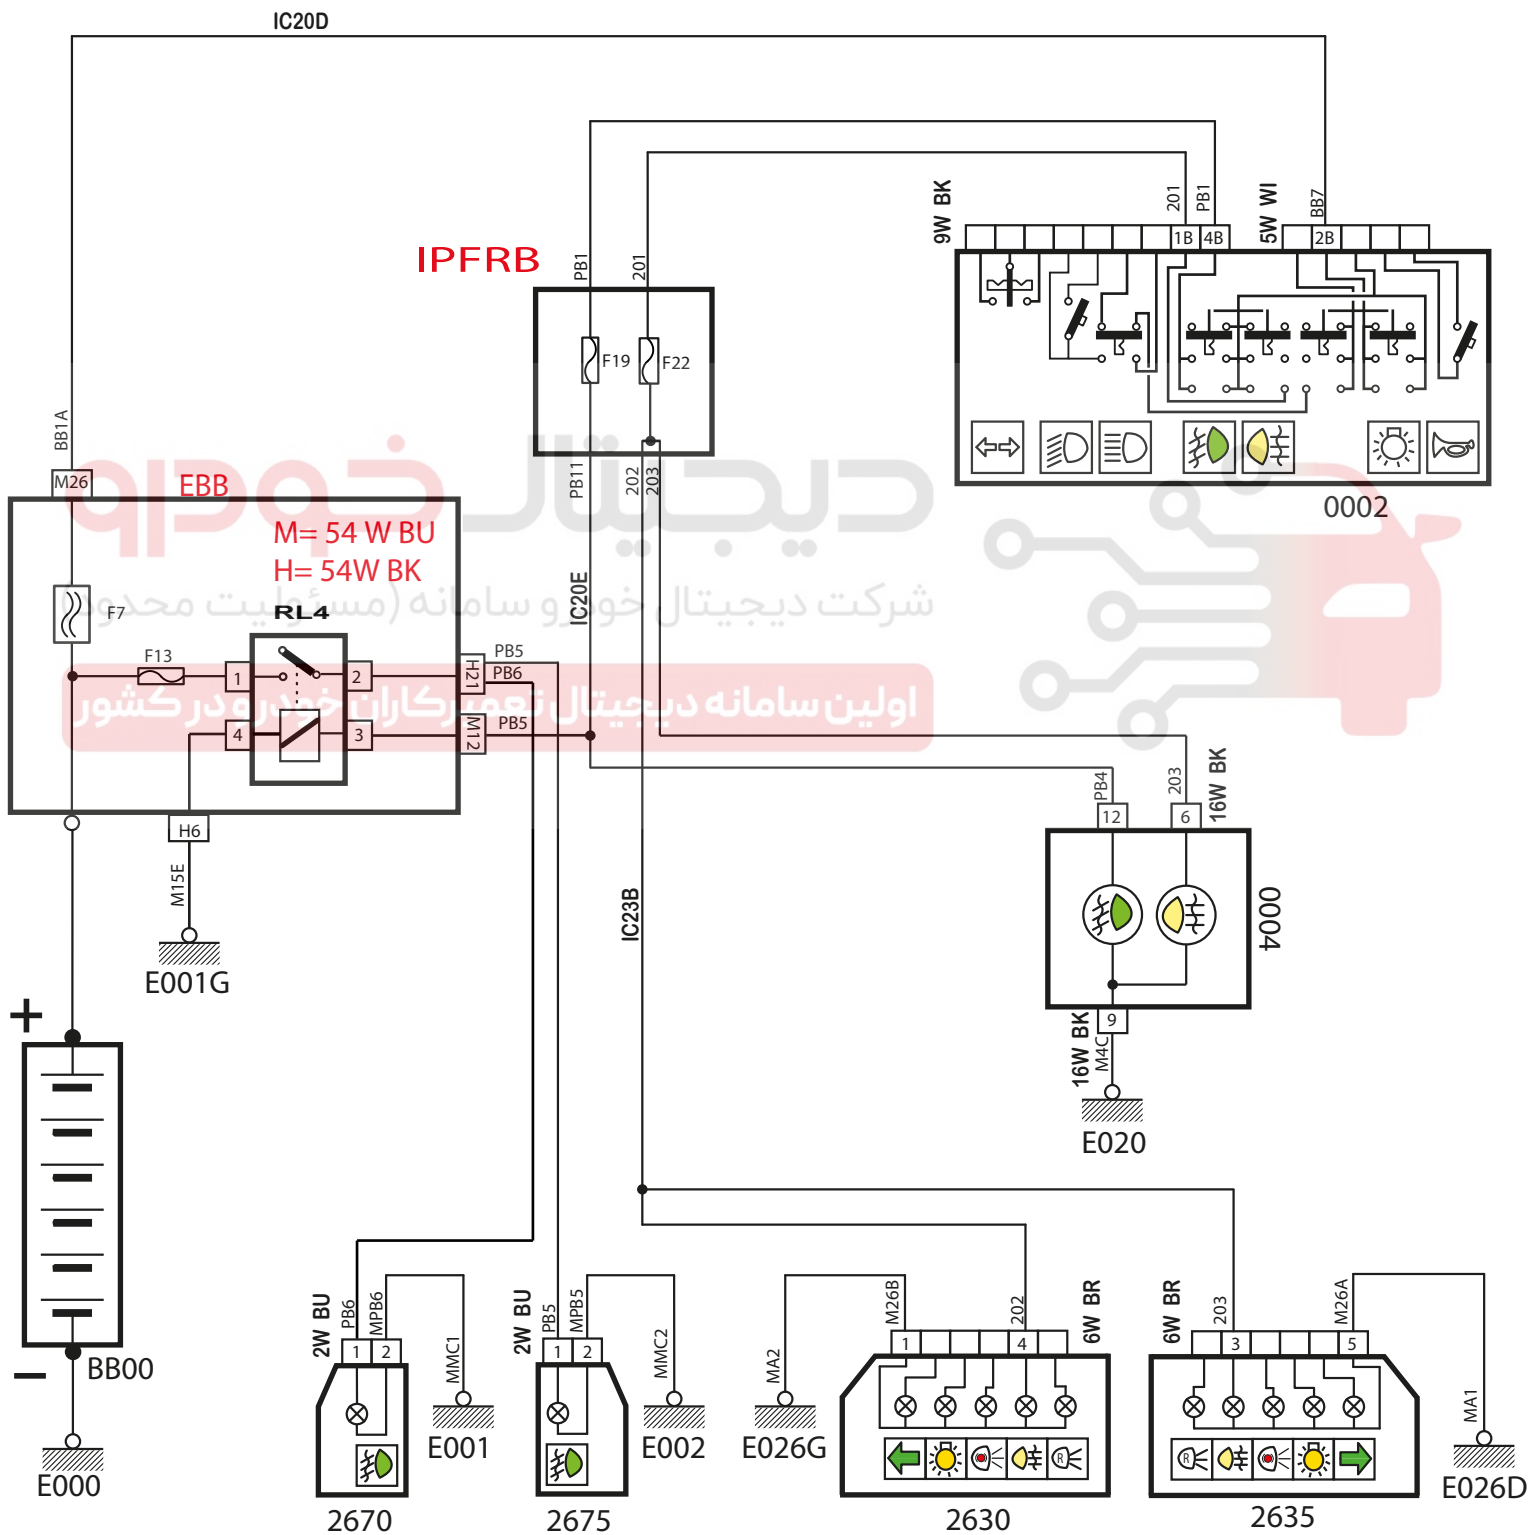 IC20D
9W BK
201
PB1
5W WI
BB7
1B
4B
2B
IPFRB
PB1
201
F19
F22
BB1A
M26
EBB
PB11
202
203
0002
دیجیتال خودرو
M= 54 W BU
H= 54W BK
شرکت دیجیتال خودرو سامانه (مسئولیت محدود)
IC20E
F7
RL4
F13
1
2
H21
PB5
PB6
اولین سامانه دیجیتال تعمیرکاران خودرو در کشور
4
3
M12
PB5
PB4
203
16W BK
12
6
H6
M15E
IC23B
0004
E001G
+
9
16W BK
M4C
E020
2W BU
PB6
MPB6
MMC1
2W BU
PB5
MPB5
MMC2
MA2
M26B
202
6W BR
6W BR
203
M26A
MA1
1
2
1
2
1
4
3
5
−
BB00
E000
E001
E002
E026G
R
R
E026D
2670
2675
2630
2635